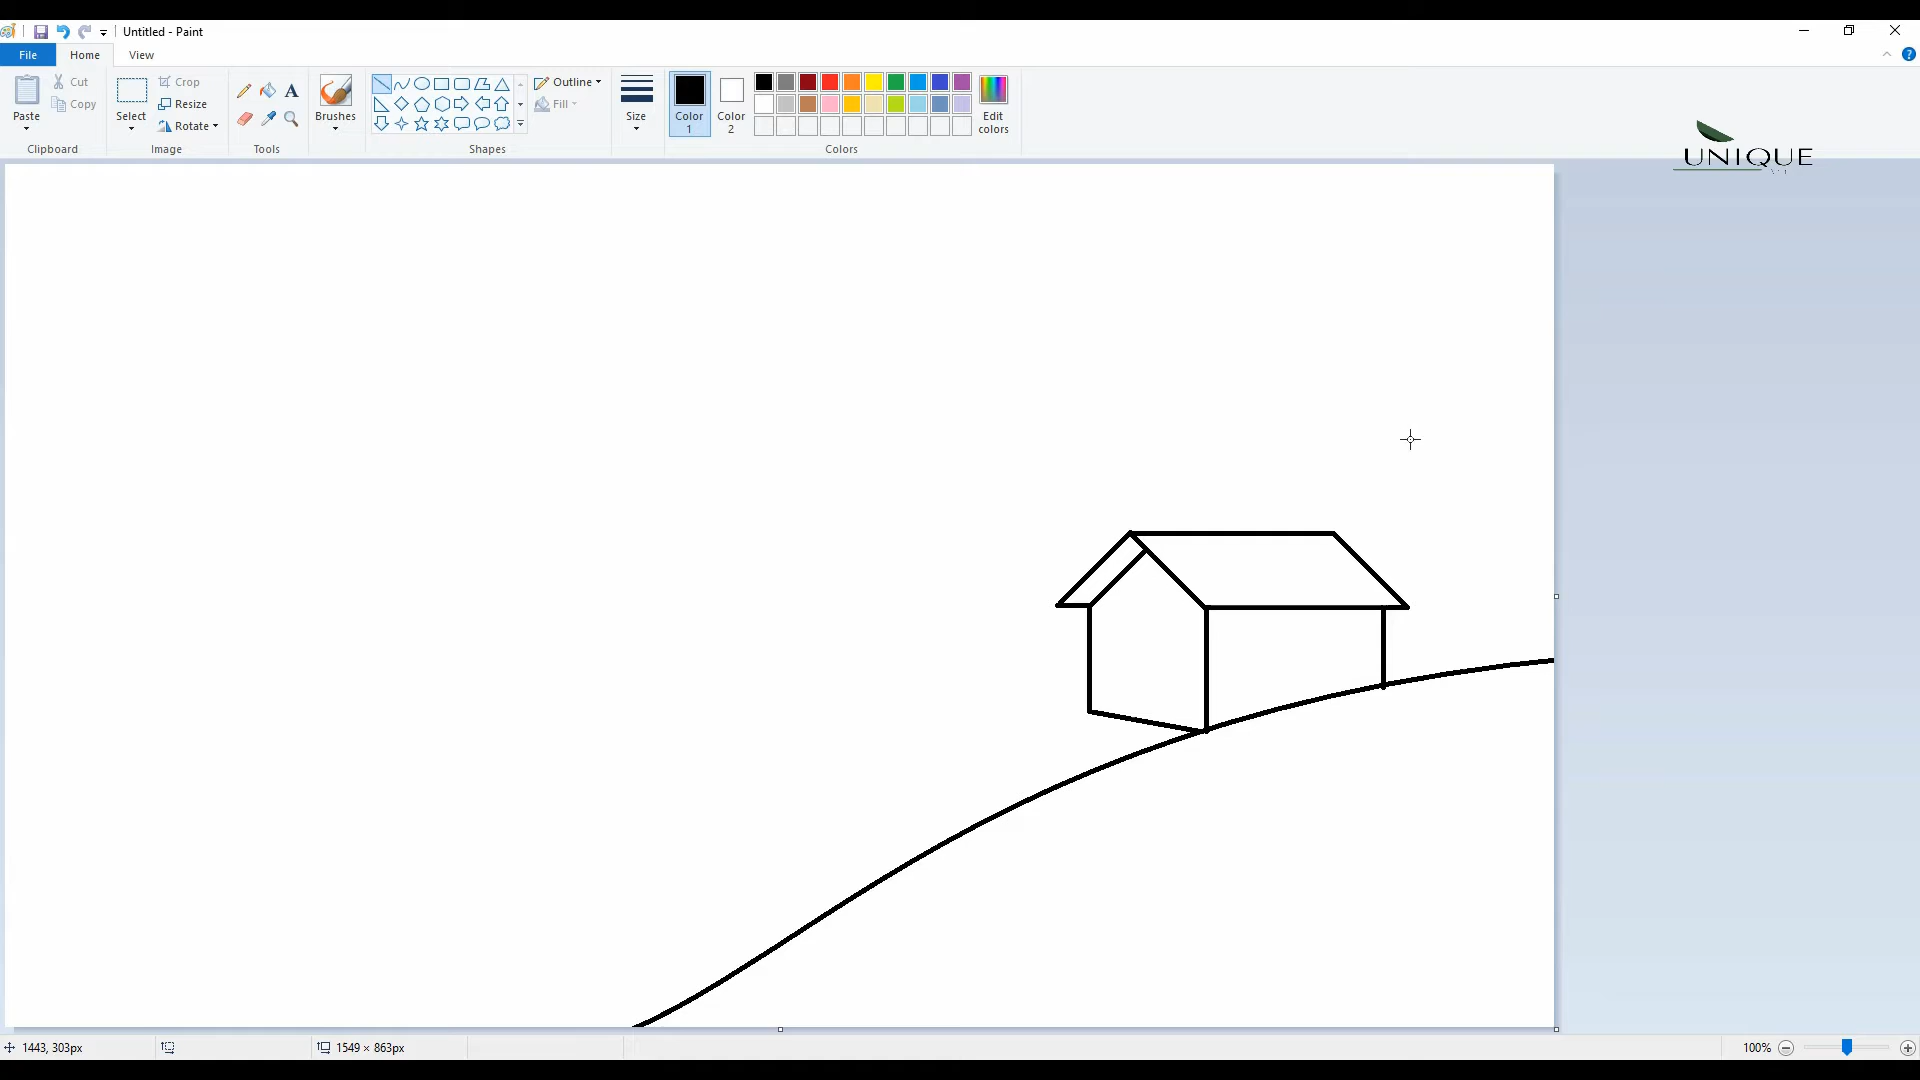 Untitled - Paint
File Home View
Paste
Cut
Copy
Clipboard
Select
Crop
Resize
Rotate
Image
A
Tools
Brushes
Shapes
Outline
Fill
Size
Color 1
Color 2
Edit colors
Colors
UNIQUE
1443, 303px
1549 × 863px
100%